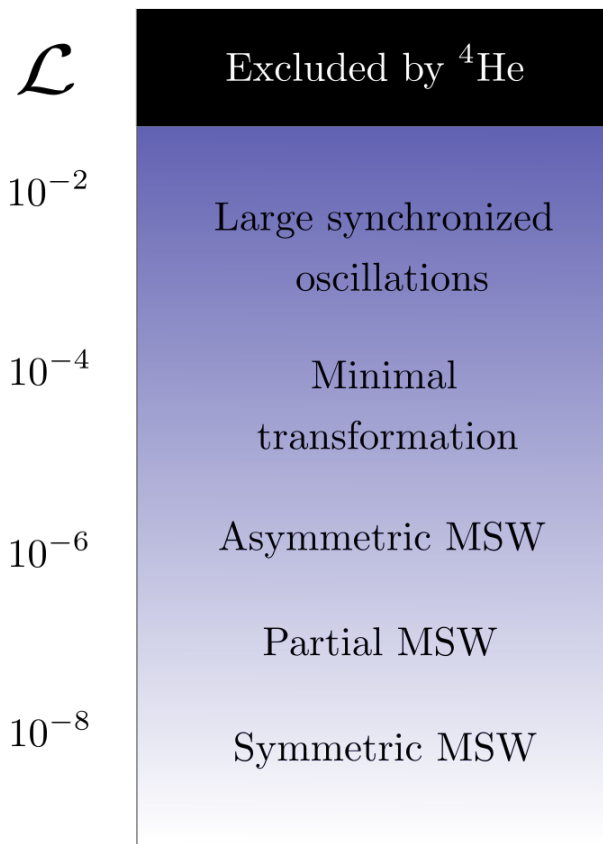 ℒ
Excluded by ⁴He
10⁻²
Large synchronized
oscillations
10⁻⁴
Minimal
transformation
10⁻⁶
Asymmetric MSW
Partial MSW
10⁻⁸
Symmetric MSW